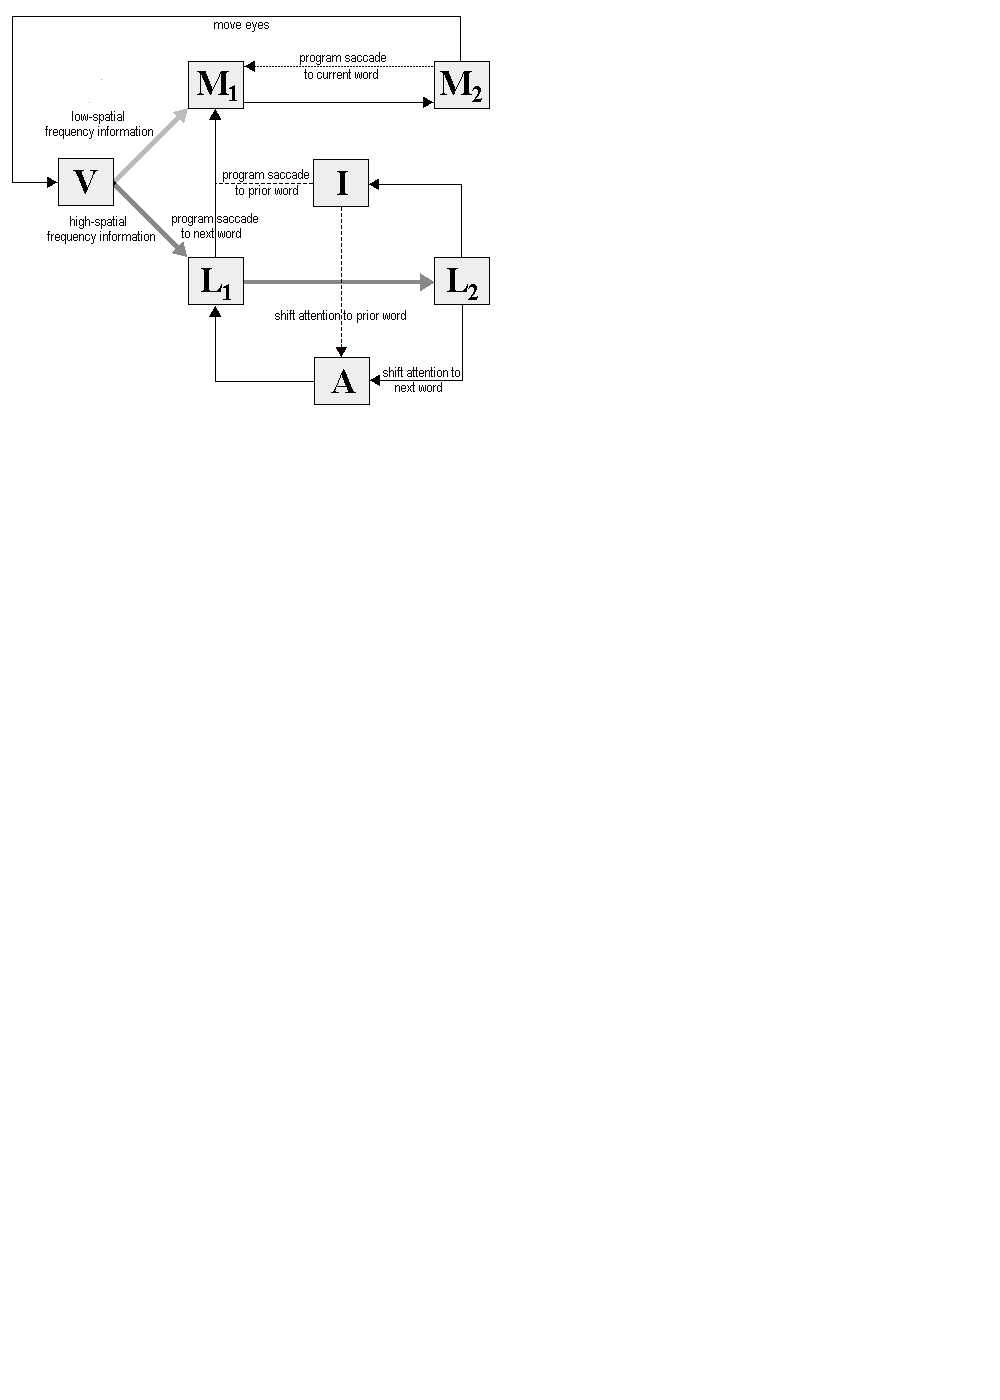 move eyes
program saccade
to current word
M1
M2
low-spatial
frequency information
V
program saccade
to prior word
I
high-spatial
frequency information
program saccade
to next word
L1
L2
shift attention to prior word
A
shift attention to
next word